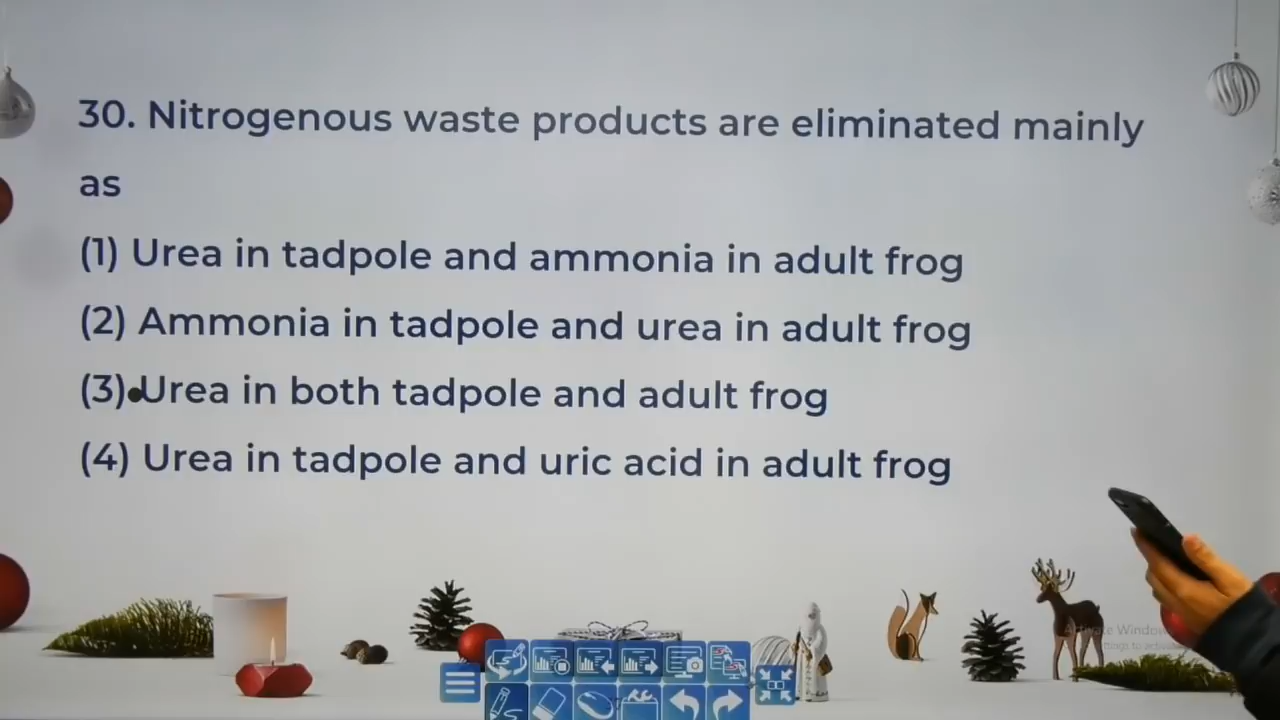 30. Nitrogenous waste products are eliminated mainly
as
(1) Urea in tadpole and ammonia in adult frog
(2) Ammonia in tadpole and urea in adult frog
(3) Urea in both tadpole and adult frog
(4) Urea in tadpole and uric acid in adult frog